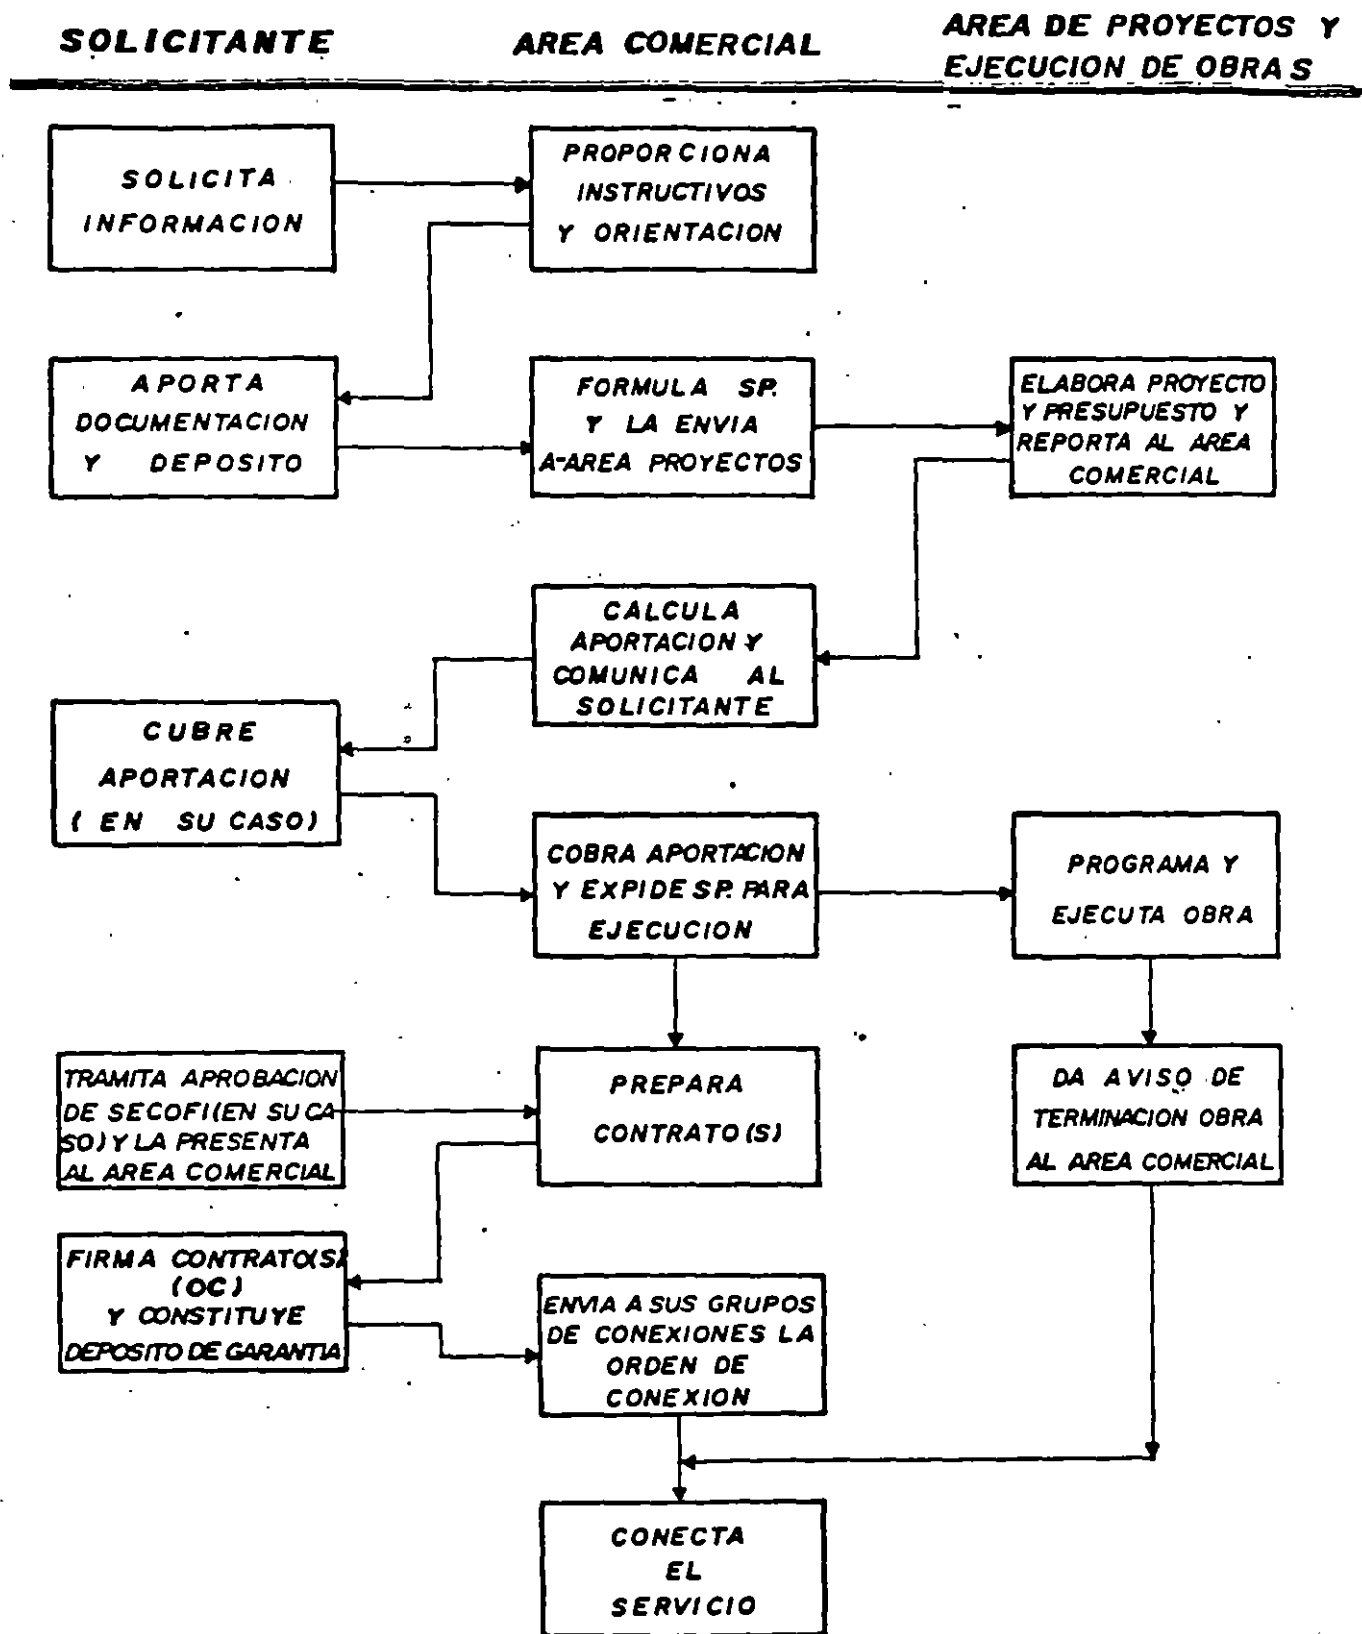 SOLICITANTE
AREA COMERCIAL
AREA DE PROYECTOS Y
EJECUCION DE OBRAS
SOLICITA
INFORMACION
PROPORCIONA
INSTRUCTIVOS
Y ORIENTACION
APORTA
DOCUMENTACION
Y DEPOSITO
FORMULA SP.
Y LA ENVIA
A-AREA PROYECTOS
ELABORA PROYECTO
Y PRESUPUESTO Y
REPORTA AL AREA
COMERCIAL
CALCULA
APORTACION Y
COMUNICA AL
SOLICITANTE
CUBRE
APORTACION
( EN SU CASO)
COBRA APORTACION
Y EXPIDE SP. PARA
EJECUCION
PROGRAMA Y
EJECUTA OBRA
TRAMITA APROBACION
DE SECOFI(EN SU CA
SO) Y LA PRESENTA
AL AREA COMERCIAL
PREPARA
CONTRATO(S)
DA AVISO DE
TERMINACION OBRA
AL AREA COMERCIAL
FIRMA CONTRATO(S)
(OC)
Y CONSTITUYE
DEPOSITO DE GARANTIA
ENVIA A SUS GRUPOS
DE CONEXIONES LA
ORDEN DE
CONEXION
CONECTA
EL
SERVICIO